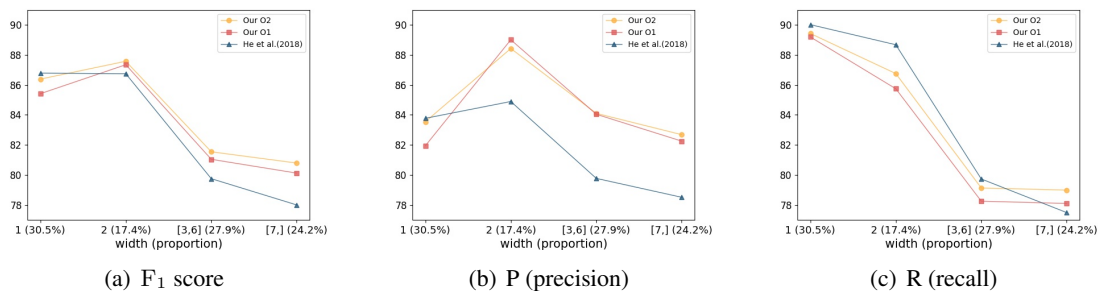 90
88
86
84
82
80
78
Our O2
Our O1
He et al.(2018)
1 (30.5%) 2 (17.4%) [3,6] (27.9%) [7,] (24.2%)
width (proportion)
(a) F₁ score
90
88
86
84
82
80
78
Our O2
Our O1
He et al.(2018)
1 (30.5%) 2 (17.4%) [3,6] (27.9%) [7,] (24.2%)
width (proportion)
(b) P (precision)
90
88
86
84
82
80
78
Our O2
Our O1
He et al.(2018)
1 (30.5%) 2 (17.4%) [3,6] (27.9%) [7,] (24.2%)
width (proportion)
(c) R (recall)